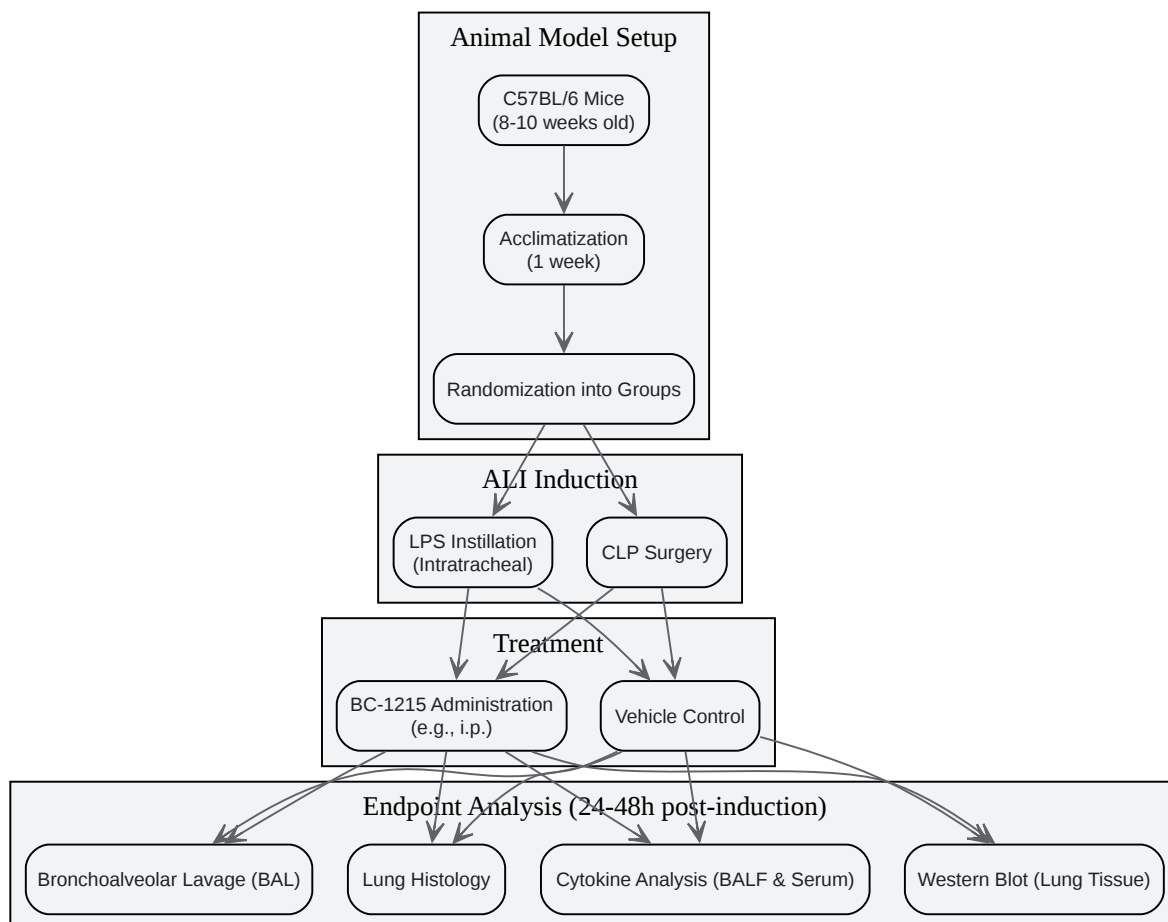 Animal Model Setup
C57BL/6 Mice
(8-10 weeks old)
Acclimatization
(1 week)
Randomization into Groups
ALI Induction
LPS Instillation
(Intratracheal)
CLP Surgery
Treatment
BC-1215 Administration
(e.g., i.p.)
Vehicle Control
Endpoint Analysis (24-48h post-induction)
Bronchoalveolar Lavage (BAL)
Lung Histology
Cytokine Analysis (BALF & Serum)
Western Blot (Lung Tissue)